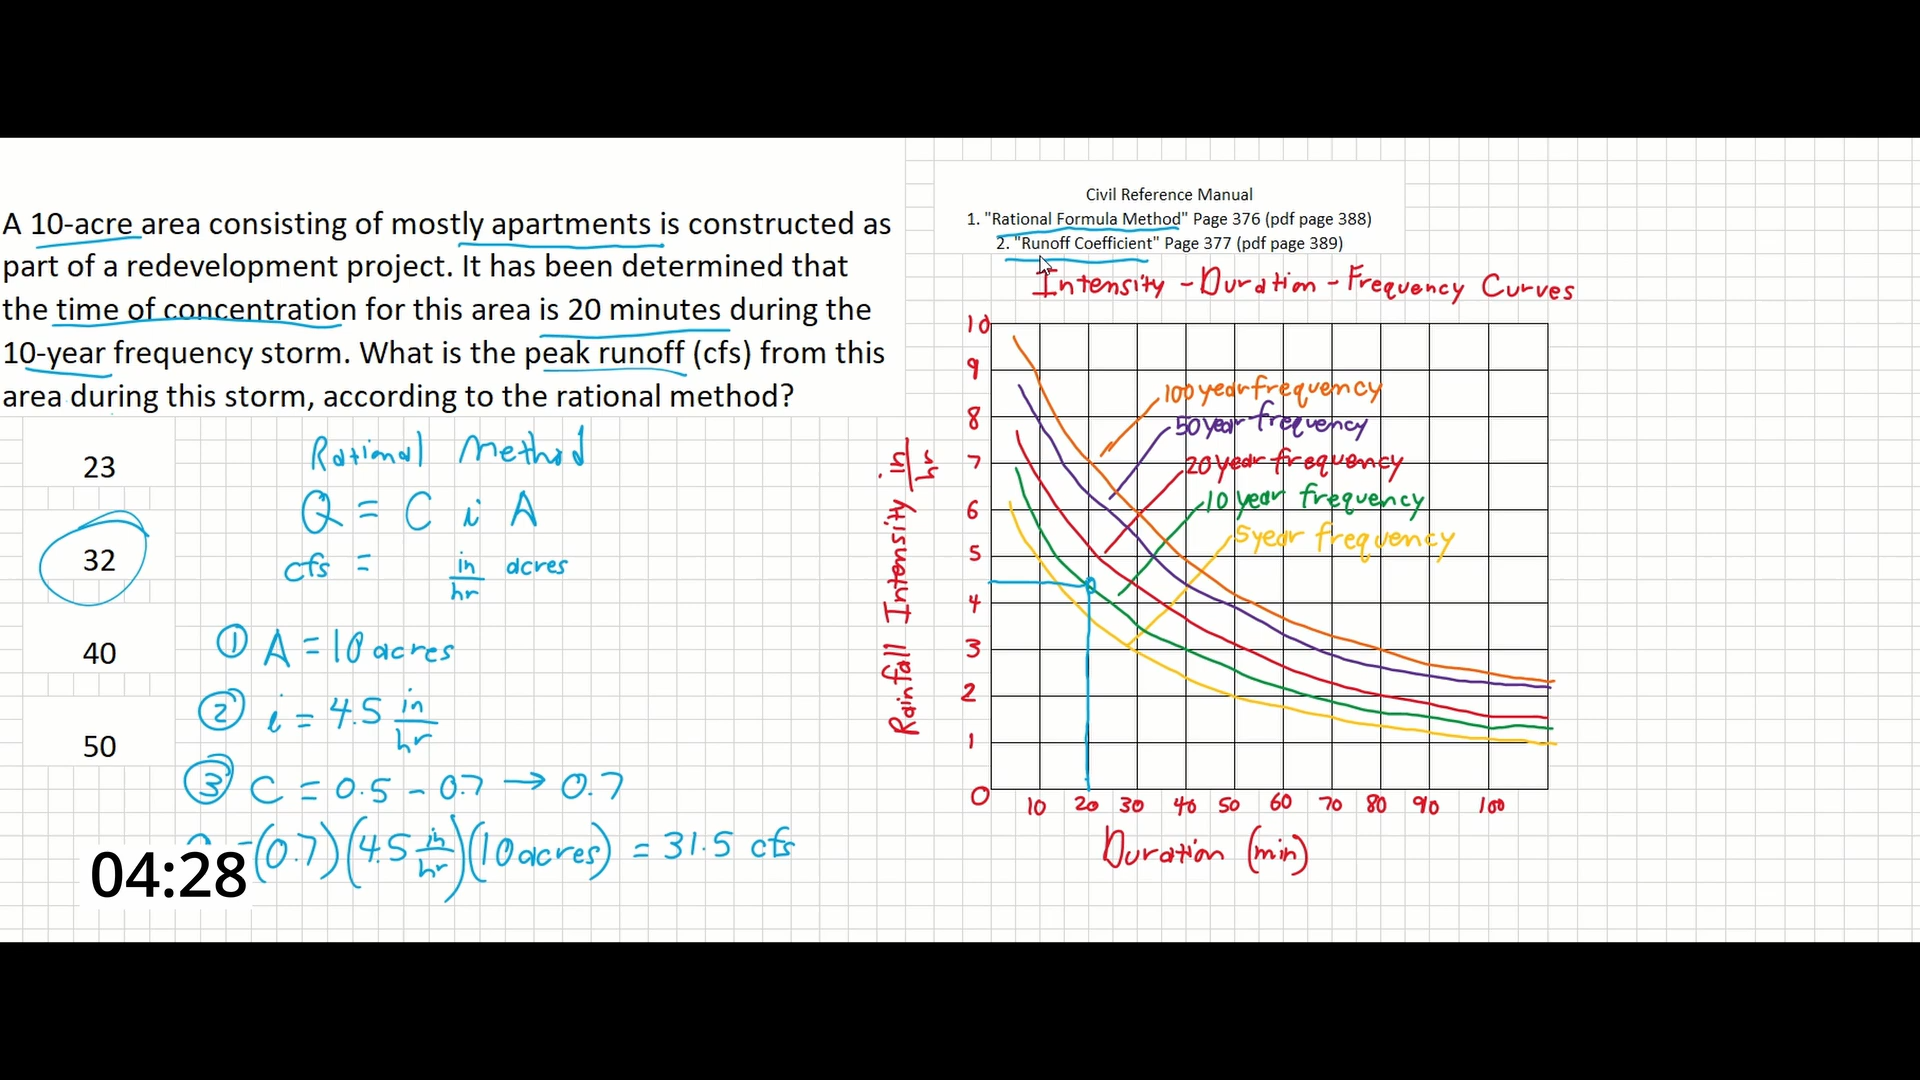 A 10-acre area consisting of mostly apartments is constructed as
part of a redevelopment project. It has been determined that
the time of concentration for this area is 20 minutes during the
10-year frequency storm. What is the peak runoff (cfs) from this
area during this storm, according to the rational method?
23
32
40
50
Rational Method
Q = C i A
cfs = in/hr acres
① A = 10 acres
② i = 4.5 in/hr
③ C = 0.5 - 0.7 → 0.7
= (0.7) (4.5 in/hr) (10 acres) = 31.5 cfs
04:28
Civil Reference Manual
1. "Rational Formula Method" Page 376 (pdf page 388)
2. "Runoff Coefficient" Page 377 (pdf page 389)
Intensity - Duration - Frequency Curves
Rainfall Intensity in/hr
10
9
8
7
6
5
4
3
2
1
0
100 year frequency
50 year frequency
20 year frequency
10 year frequency
5 year frequency
10 20 30 40 50 60 70 80 90 100
Duration (min)